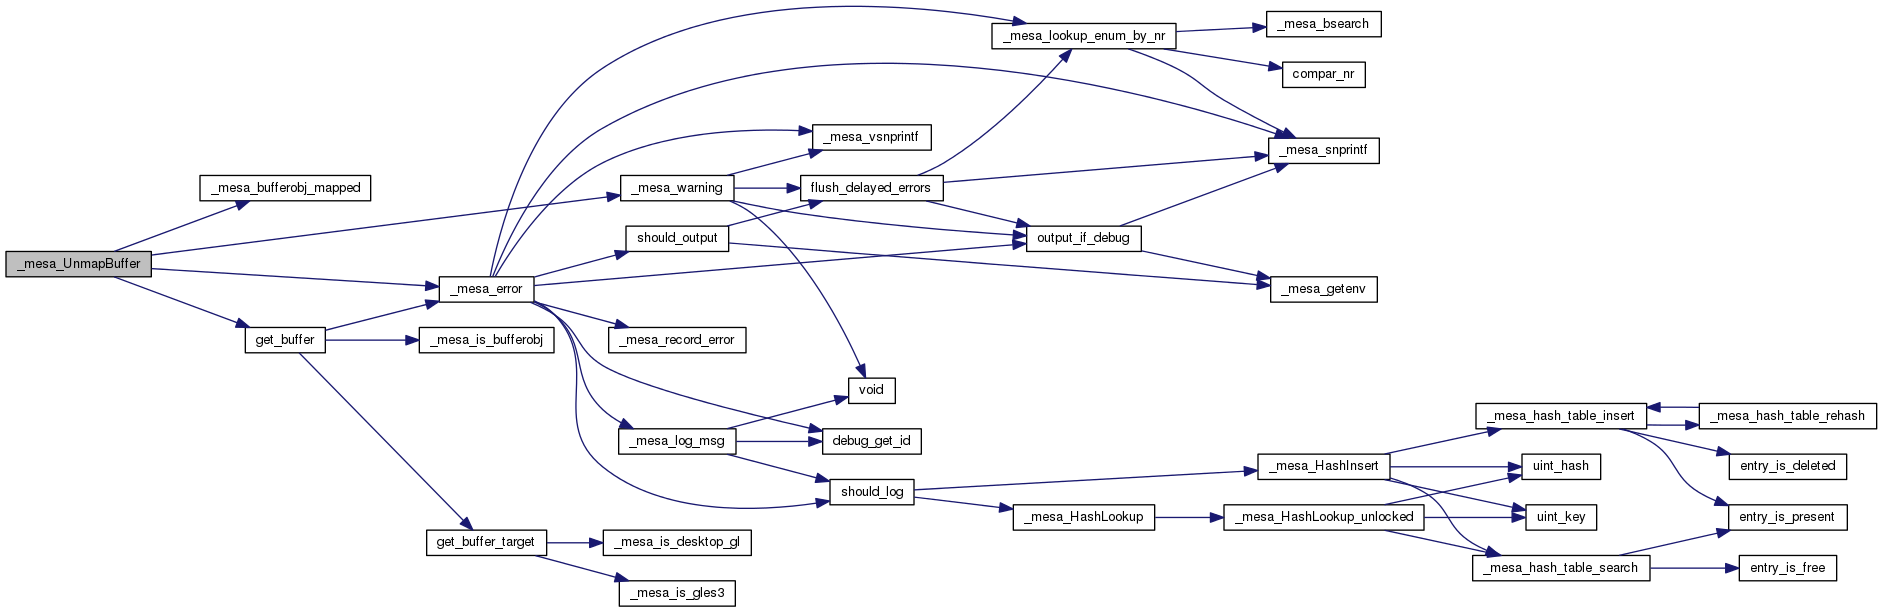 _mesa_UnmapBuffer
_mesa_bufferobj_mapped
get_buffer
_mesa_error
_mesa_is_bufferobj
get_buffer_target
_mesa_is_desktop_gl
_mesa_is_gles3
_mesa_warning
should_output
_mesa_record_error
_mesa_log_msg
_mesa_vsnprintf
flush_delayed_errors
void
debug_get_id
should_log
_mesa_lookup_enum_by_nr
output_if_debug
_mesa_HashLookup
_mesa_bsearch
compar_nr
_mesa_snprintf
_mesa_getenv
_mesa_HashInsert
_mesa_HashLookup_unlocked
_mesa_hash_table_insert
uint_hash
uint_key
_mesa_hash_table_search
_mesa_hash_table_rehash
entry_is_deleted
entry_is_present
entry_is_free